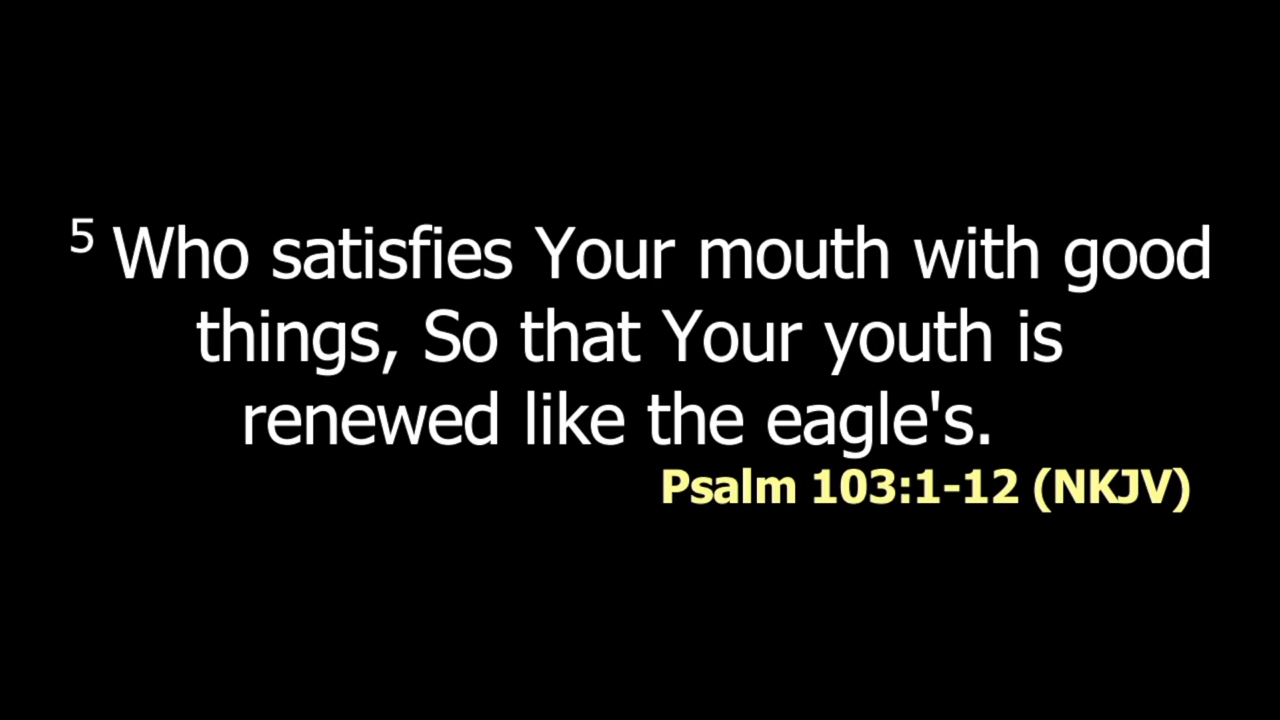 5 Who satisfies Your mouth with good
things, So that Your youth is
renewed like the eagle's.
Psalm 103:1-12 (NKJV)